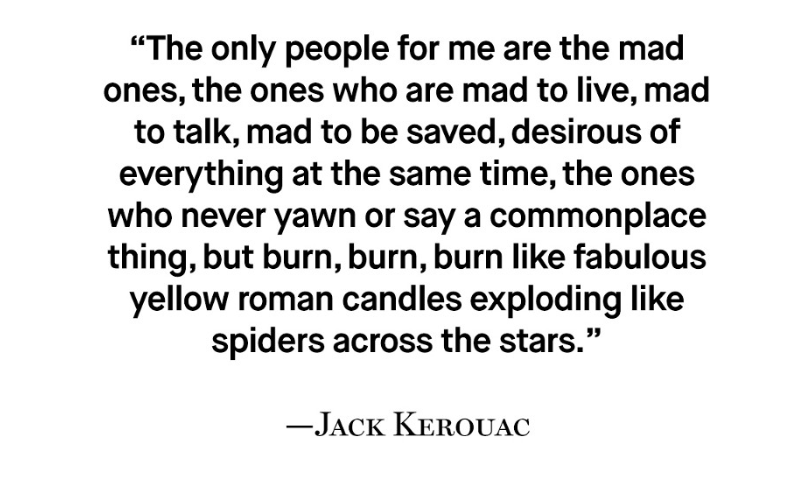 “The only people for me are the mad
ones, the ones who are mad to live, mad
to talk, mad to be saved, desirous of
everything at the same time, the ones
who never yawn or say a commonplace
thing, but burn, burn, burn like fabulous
yellow roman candles exploding like
spiders across the stars.”
—Jack Kerouac